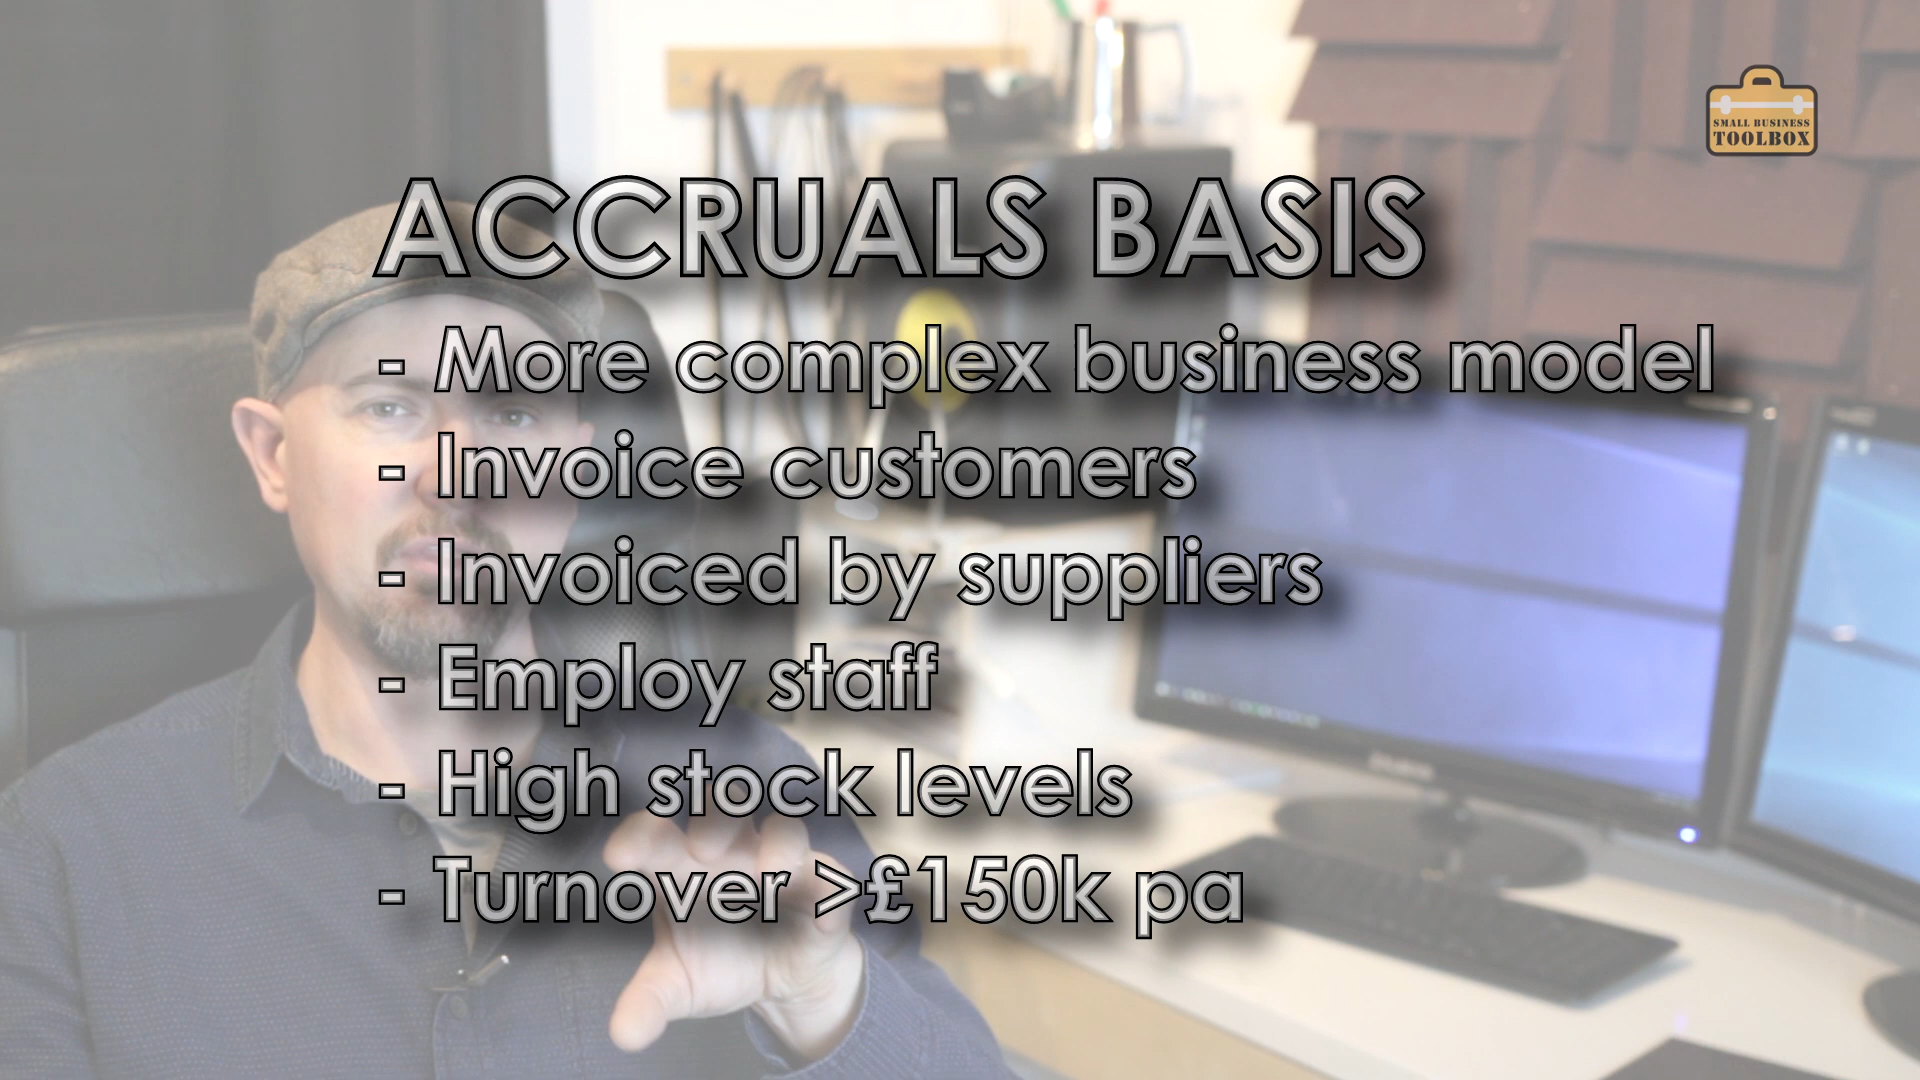 SMALL BUSINESS
TOOLBOX
ACCRUALS BASIS
- More complex business model
- Invoice customers
- Invoiced by suppliers
- Employ staff
- High stock levels
- Turnover >£150k pa